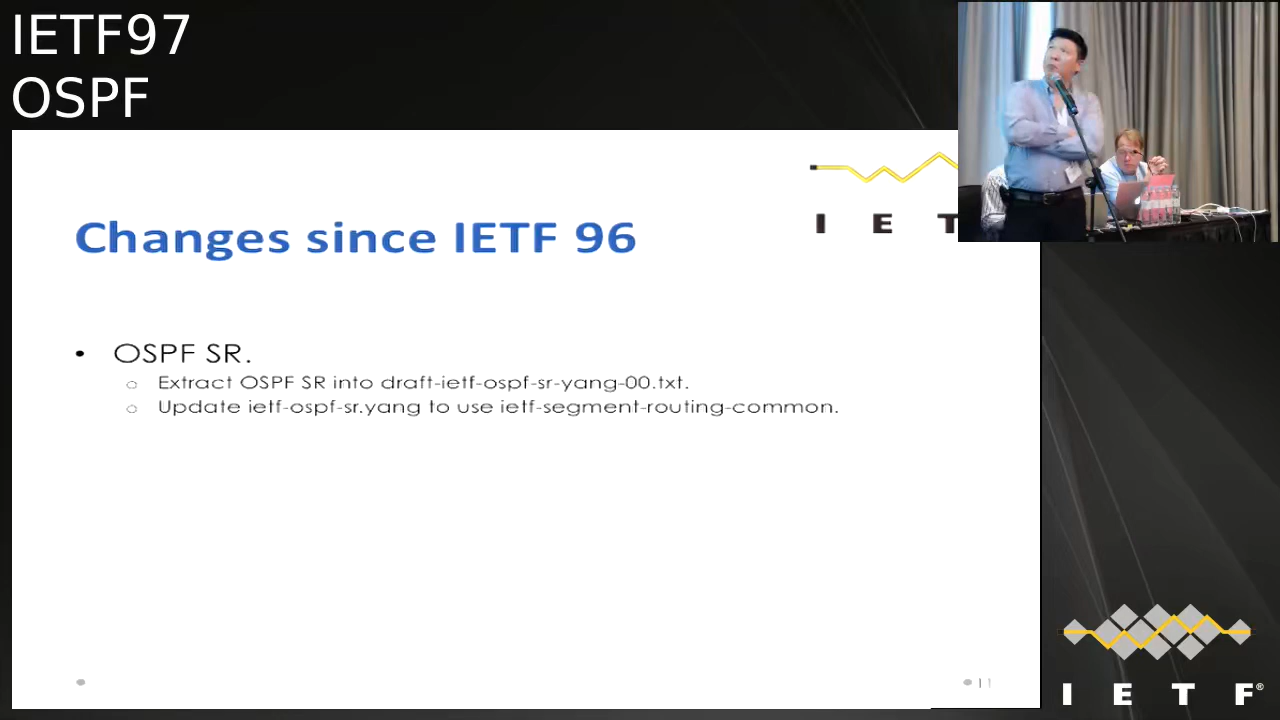 IETF97
OSPF
I E T
Changes since IETF 96
• OSPF SR.
○ Extract OSPF SR into draft-ietf-ospf-sr-yang-00.txt.
○ Update ietf-ospf-sr.yang to use ietf-segment-routing-common.
11
I E T F®